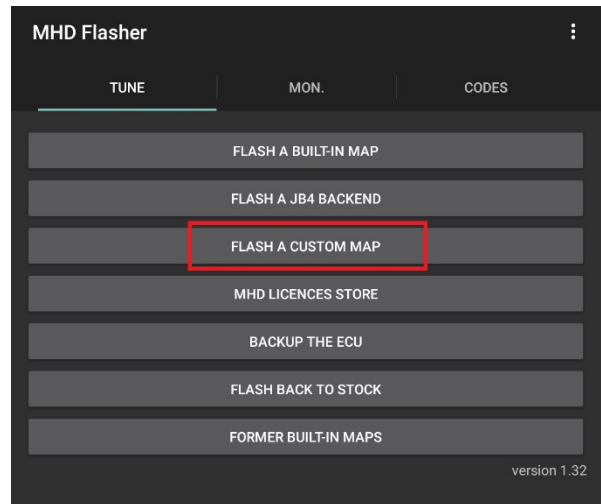 MHD Flasher
TUNE MON. CODES
FLASH A BUILT-IN MAP
FLASH A JB4 BACKEND
FLASH A CUSTOM MAP
MHD LICENCES STORE
BACKUP THE ECU
FLASH BACK TO STOCK
FORMER BUILT-IN MAPS
version 1.32